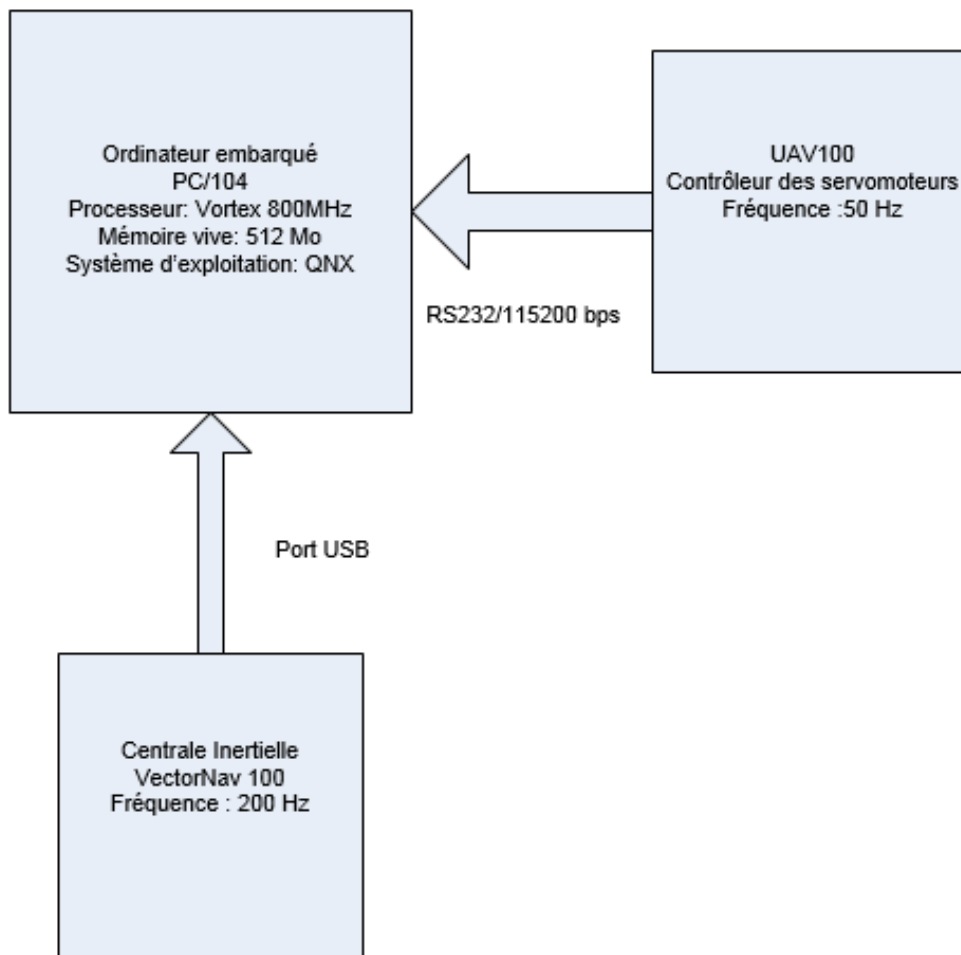 Ordinateur embarqué
PC/104
Processeur: Vortex 800MHz
Mémoire vive: 512 Mo
Système d'exploitation: QNX
UAV100
Contrôleur des servomoteurs
Fréquence :50 Hz
RS232/115200 bps
Port USB
Centrale Inertielle
VectorNav 100
Fréquence : 200 Hz